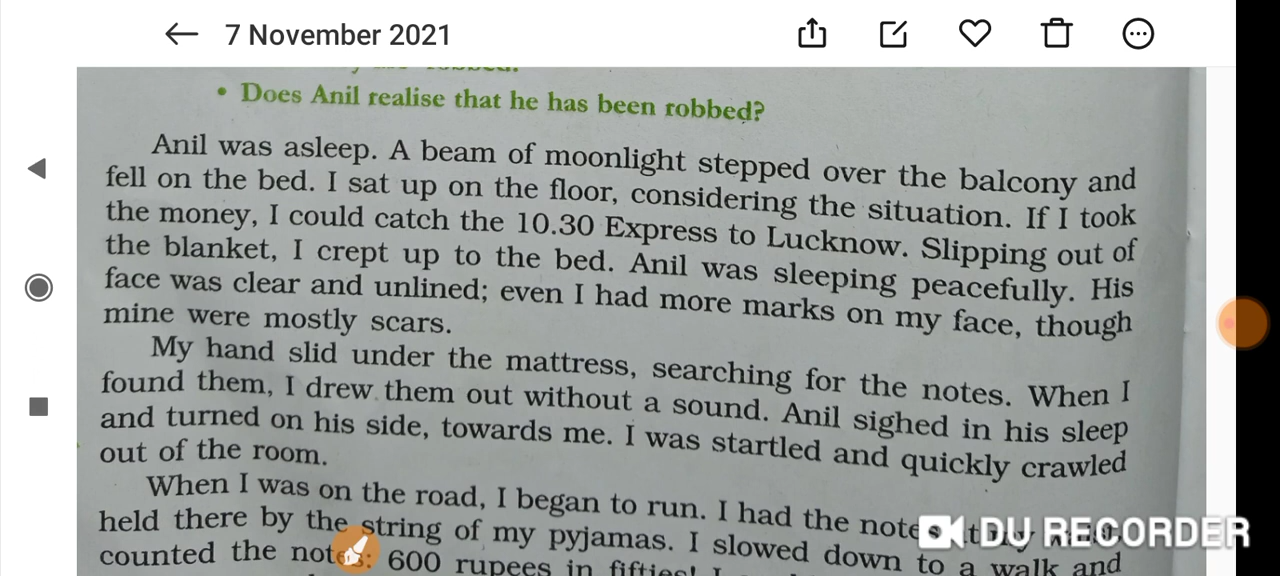 7 November 2021
• Does Anil realise that he has been robbed?
Anil was asleep. A beam of moonlight stepped over the balcony and
fell on the bed. I sat up on the floor, considering the situation. If I took
the money, I could catch the 10.30 Express to Lucknow. Slipping out of
the blanket, I crept up to the bed. Anil was sleeping peacefully. His
face was clear and unlined; even I had more marks on my face, though
mine were mostly scars.
My hand slid under the mattress, searching for the notes. When I
found them, I drew them out without a sound. Anil sighed in his sleep
and turned on his side, towards me. I was startled and quickly crawled
out of the room.
When I was on the road, I began to run. I had the notes
held there by the string of my pyjamas. I slowed down to a walk and
counted the notes: 600 rupees in fifties!
DU RECORDER